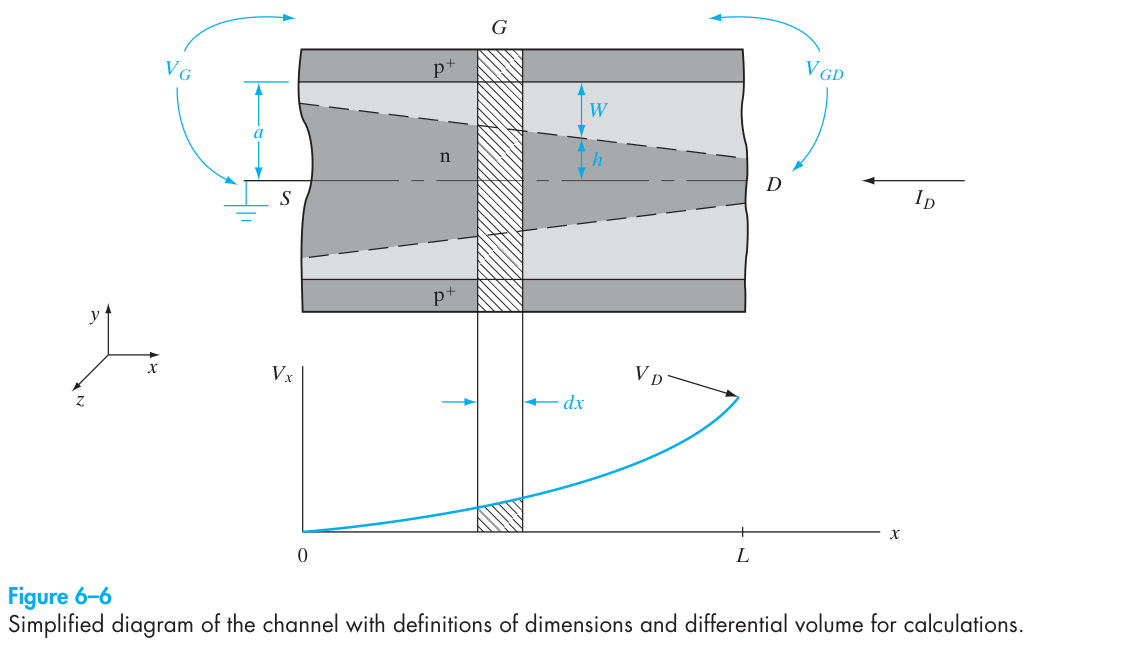 G
V_G
V_GD
p+
W
a
n
h
S
D
I_D
p+
y
x
z
V_x
V_D
dx
x
0
L
Figure 6–6
Simplified diagram of the channel with definitions of dimensions and differential volume for calculations.